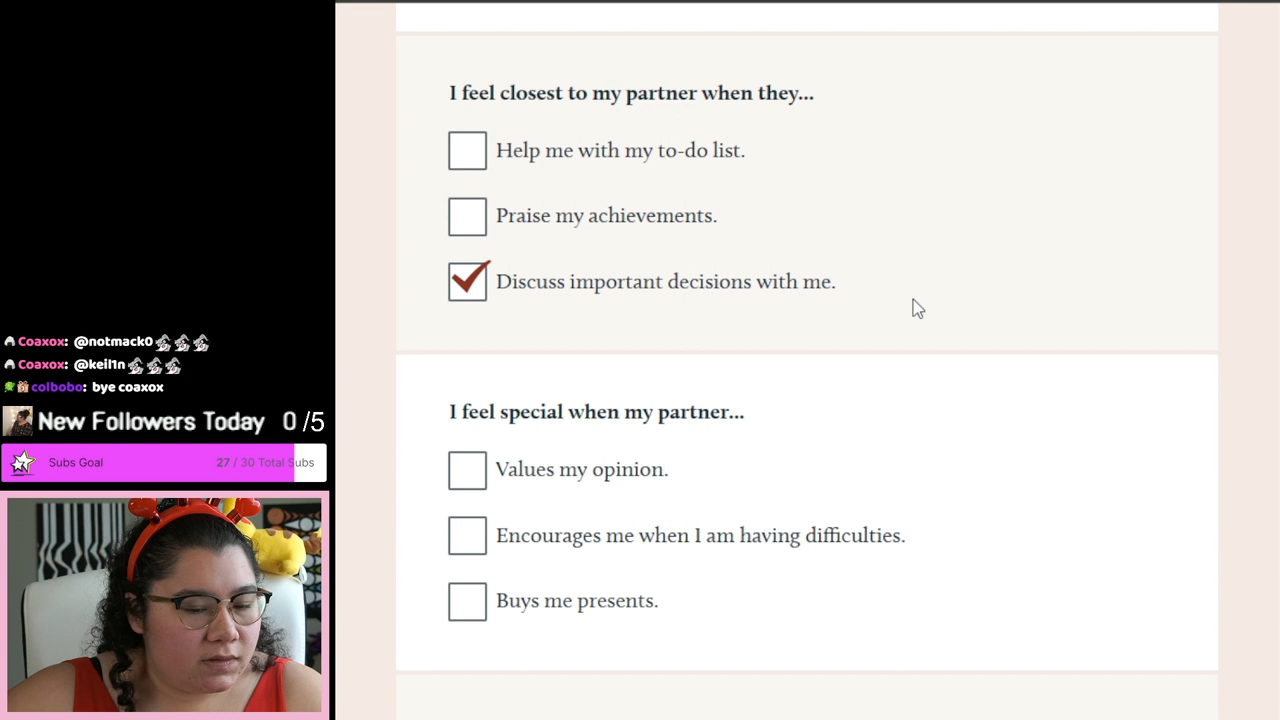 I feel closest to my partner when they...
Help me with my to-do list.
Praise my achievements.
Discuss important decisions with me.
I feel special when my partner...
Values my opinion.
Encourages me when I am having difficulties.
Buys me presents.
Coaxox: @notmack0
Coaxox: @keil1n
colbobo: bye coaxox
New Followers Today 0 /5
Subs Goal 27 / 30 Total Subs